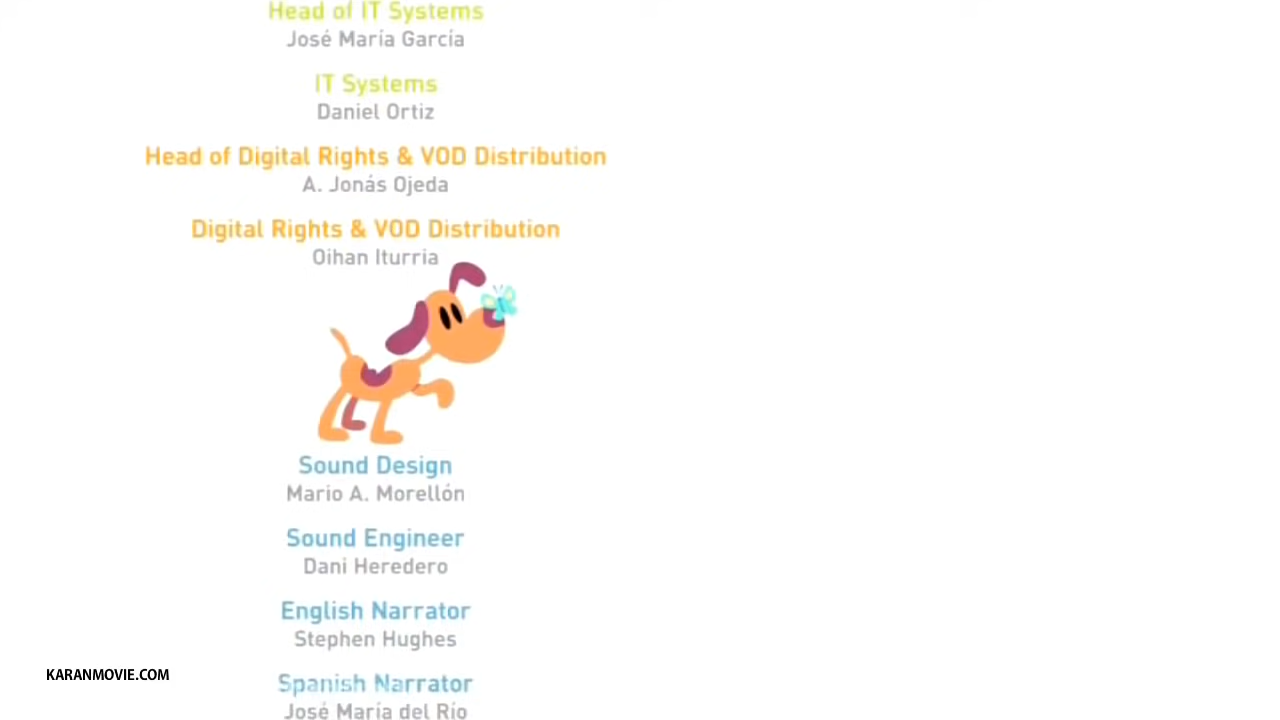 Head of IT Systems
José María García
IT Systems
Daniel Ortiz
Head of Digital Rights & VOD Distribution
A. Jonás Ojeda
Digital Rights & VOD Distribution
Oihan Iturria
Sound Design
Mario A. Morellón
Sound Engineer
Dani Heredero
English Narrator
Stephen Hughes
KARANMOVIE.COM
Spanish Narrator
José María del Río